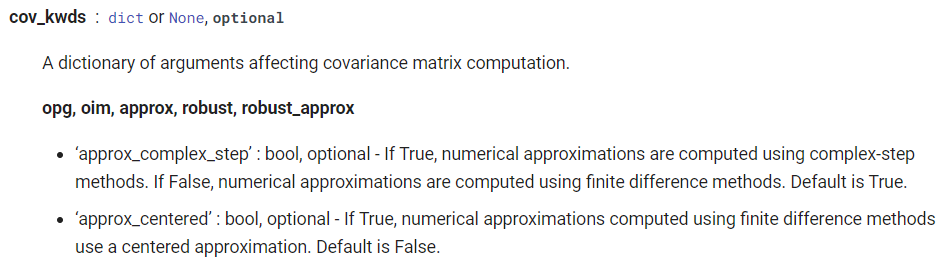 cov_kwds : dict or None, optional
A dictionary of arguments affecting covariance matrix computation.
opg, oim, approx, robust, robust_approx
• ‘approx_complex_step’ : bool, optional - If True, numerical approximations are computed using complex-step
methods. If False, numerical approximations are computed using finite difference methods. Default is True.
• ‘approx_centered’ : bool, optional - If True, numerical approximations computed using finite difference methods
use a centered approximation. Default is False.